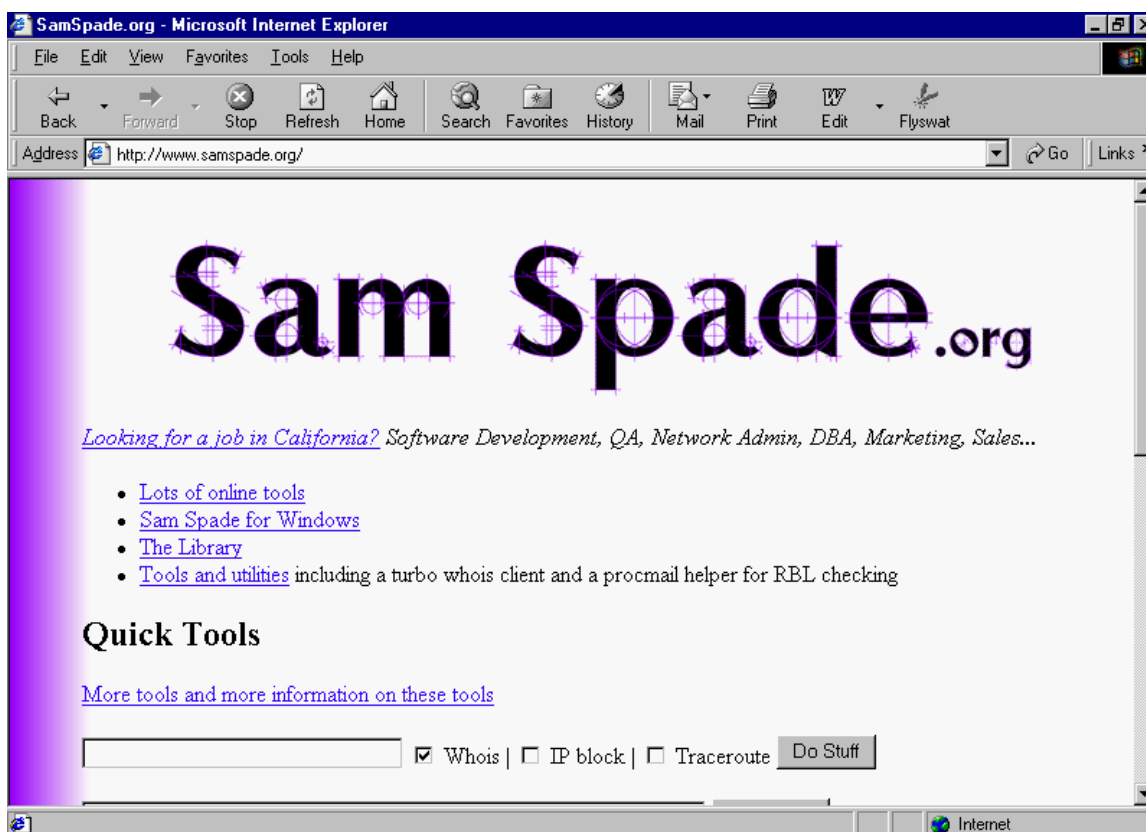 SamSpade.org - Microsoft Internet Explorer
File Edit View Favorites Tools Help
Back Forward Stop Refresh Home Search Favorites History Mail Print Edit Flyswat
Address http://www.samspade.org/ Go Links
Sam Spade.org
Looking for a job in California? Software Development, QA, Network Admin, DBA, Marketing, Sales...
Lots of online tools
Sam Spade for Windows
The Library
Tools and utilities including a turbo whois client and a procmail helper for RBL checking
Quick Tools
More tools and more information on these tools
Whois | IP block | Traceroute Do Stuff
Internet